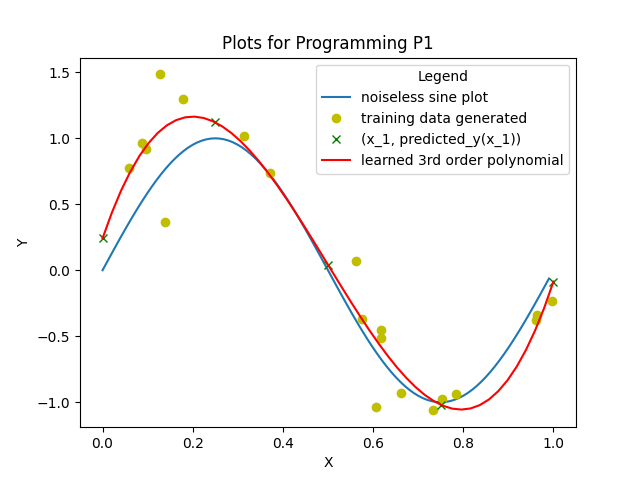 Plots for Programming P1
Legend
noiseless sine plot
training data generated
(x_1, predicted_y(x_1))
learned 3rd order polynomial
1.5
1.0
0.5
0.0
−0.5
−1.0
Y
0.0 0.2 0.4 0.6 0.8 1.0
X